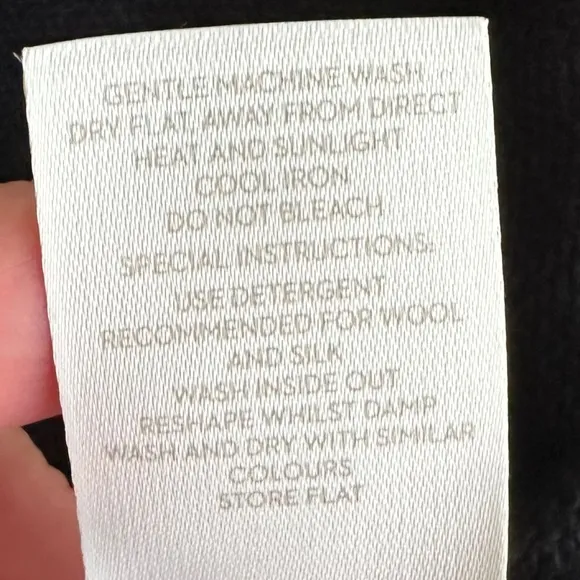 GENTLE MACHINE WASH
DRY FLAT AWAY FROM DIRECT
HEAT AND SUNLIGHT
COOL IRON
DO NOT BLEACH
SPECIAL INSTRUCTIONS:
USE DETERGENT
RECOMMENDED FOR WOOL
AND SILK
WASH INSIDE OUT
RESHAPE WHILST DAMP
WASH AND DRY WITH SIMILAR
COLOURS
STORE FLAT